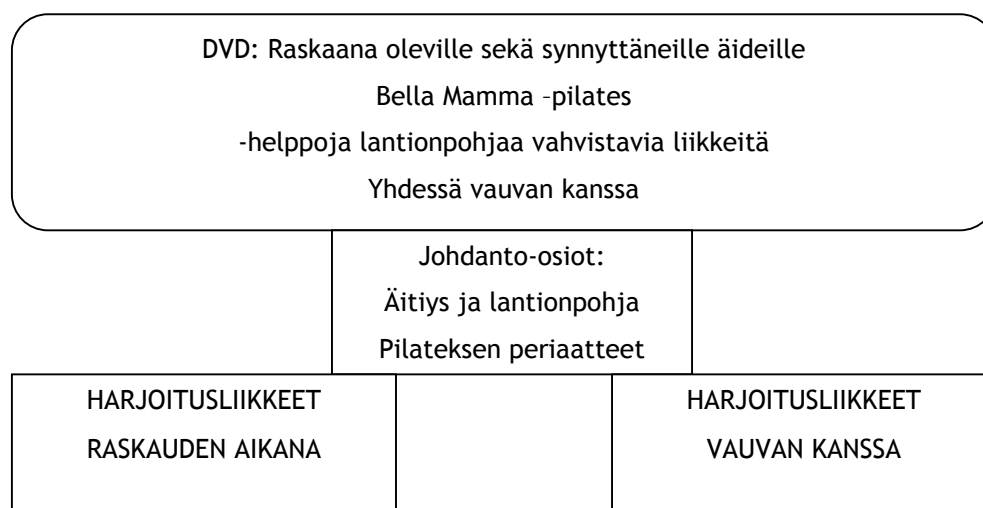 DVD: Raskaana oleville sekä synnyttäneille äideille
Bella Mamma –pilates
-helppoja lantionpohjaa vahvistavia liikkeitä
Yhdessä vauvan kanssa
Johdanto-osiot:
Äitiys ja lantionpohja
Pilateksen periaatteet
HARJOITUSLIIKKEET
RASKAUDEN AIKANA
HARJOITUSLIIKKEET
VAUVAN KANSSA